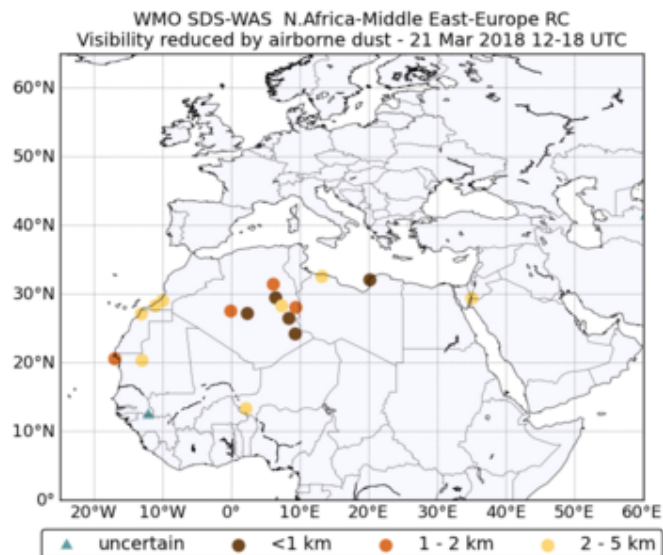 WMO SDS-WAS N.Africa-Middle East-Europe RC
Visibility reduced by airborne dust - 21 Mar 2018 12-18 UTC
60°N
50°N
40°N
30°N
20°N
10°N
0°
20°W 10°W 0°E 10°E 20°E 30°E 40°E 50°E 60°E
uncertain <1 km 1 - 2 km 2 - 5 km